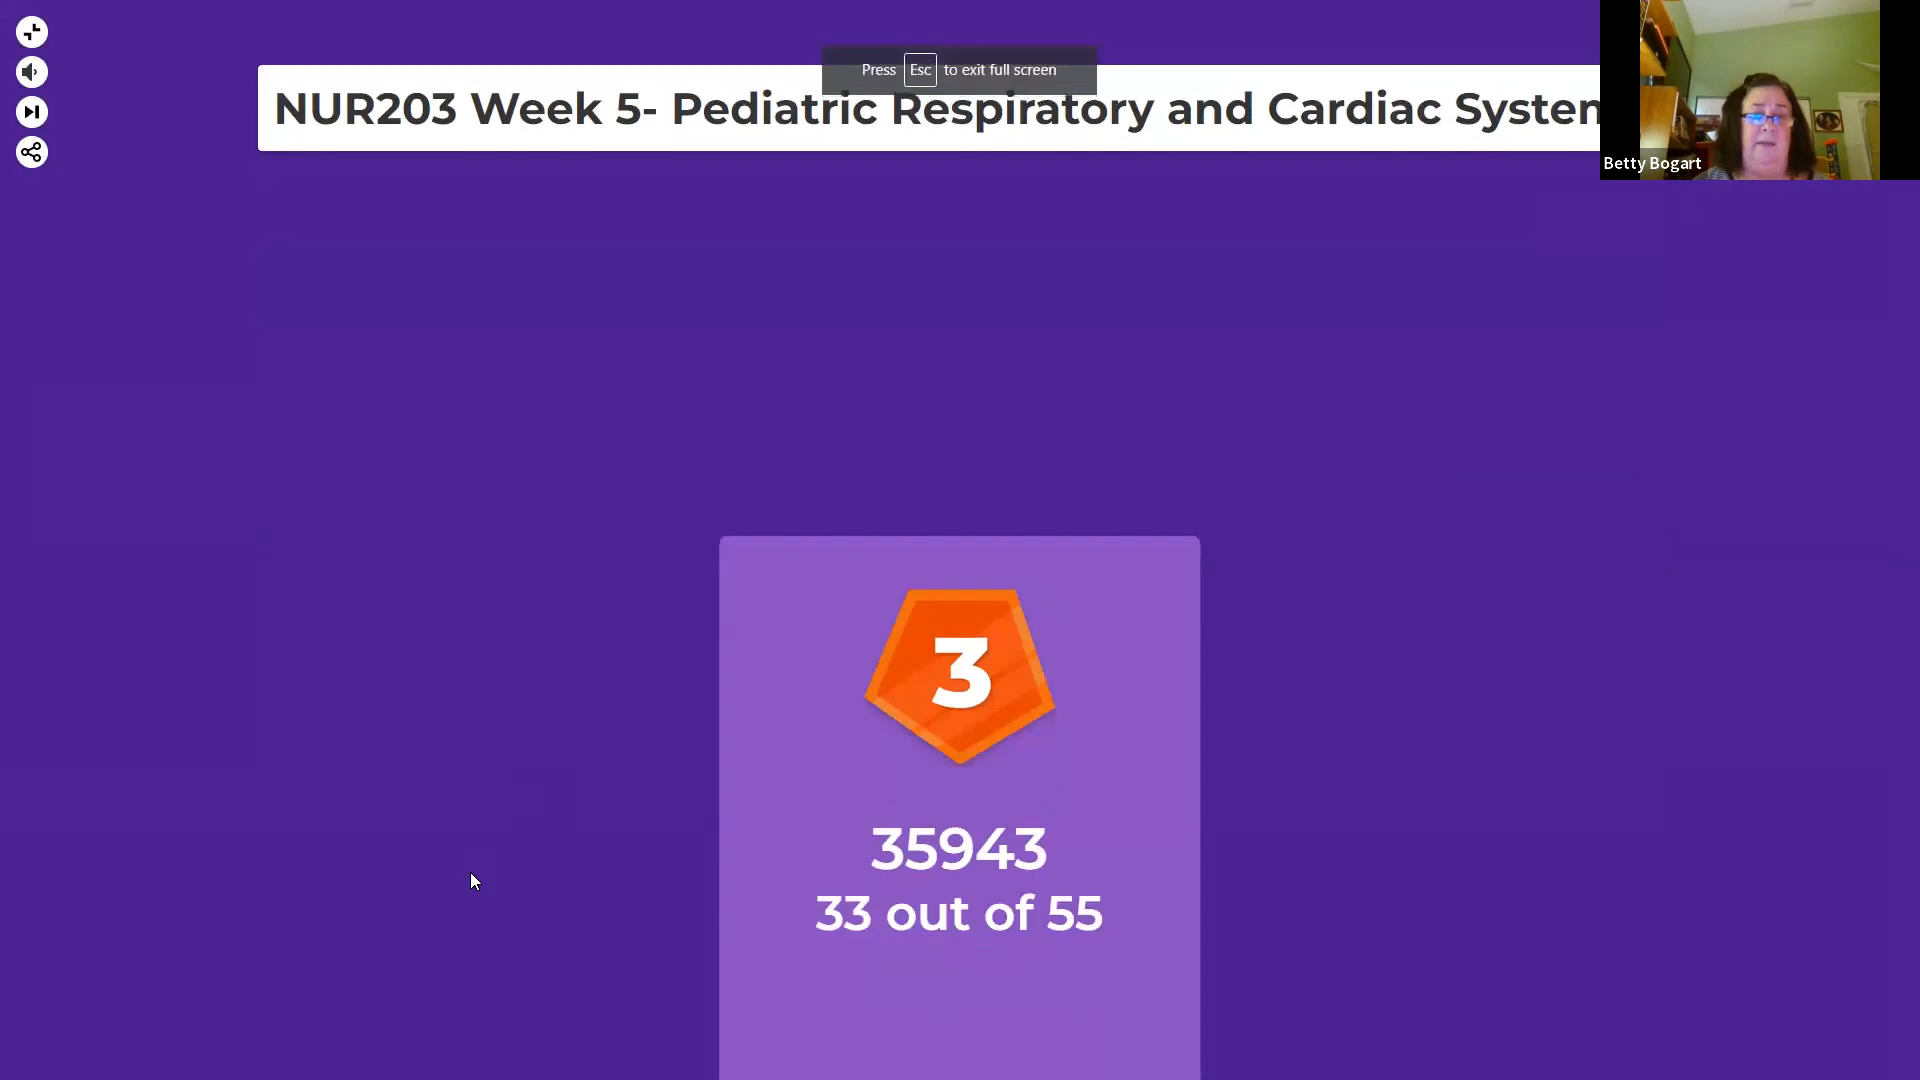 Press Esc to exit full screen
NUR203 Week 5- Pediatric Respiratory and Cardiac System
Betty Bogart
3
35943
33 out of 55